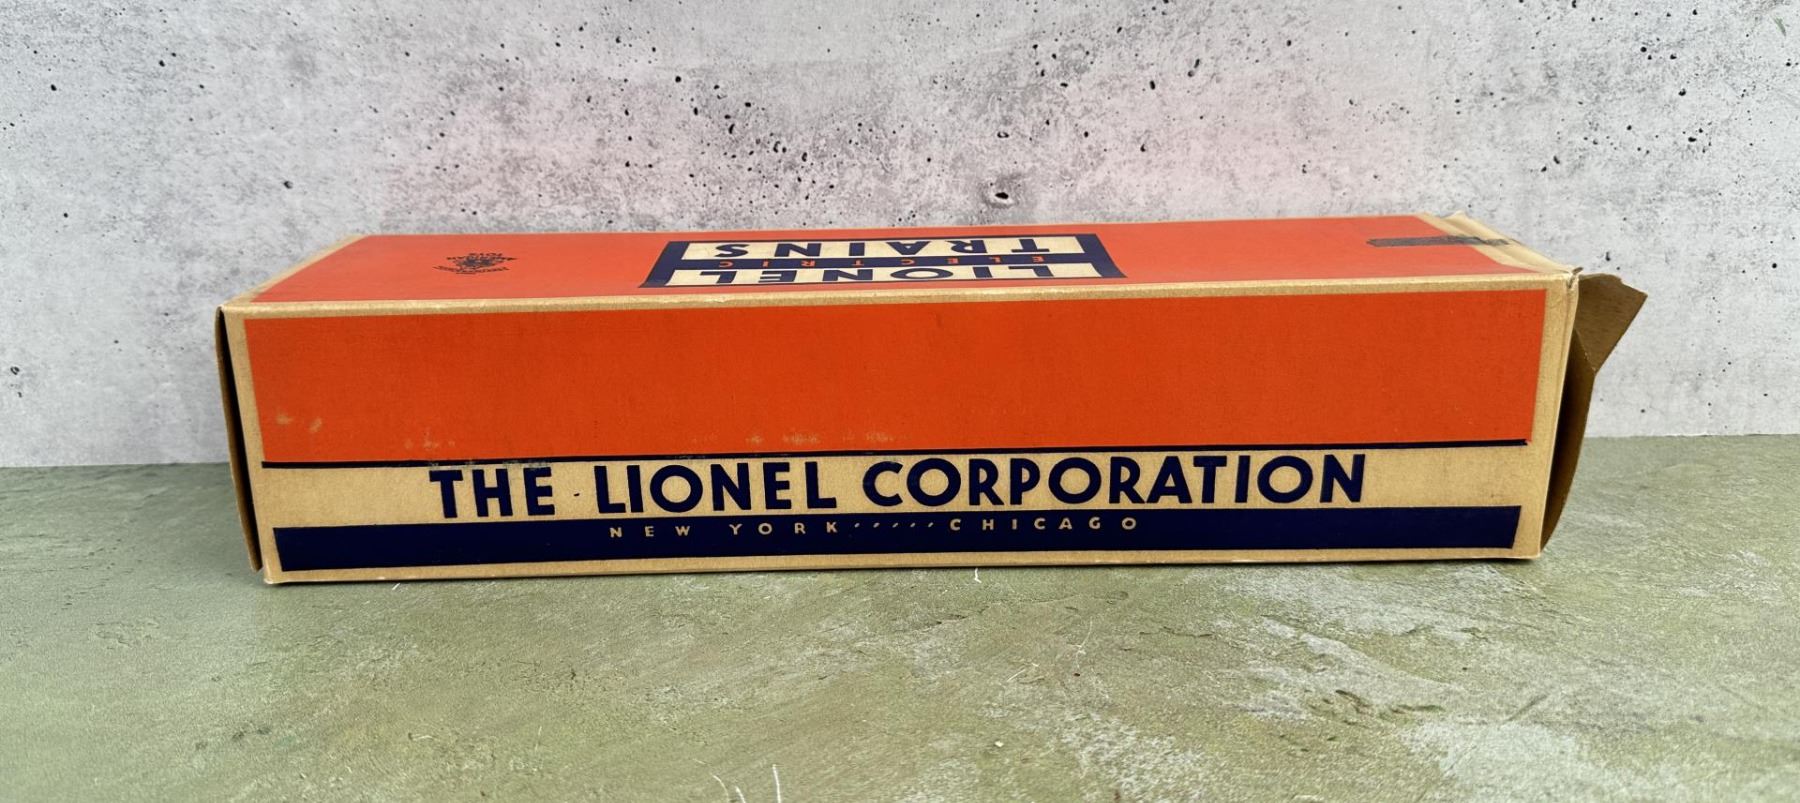 LIONEL
ELECTRIC
TRAINS
THE LIONEL CORPORATION
NEW YORK ----- CHICAGO